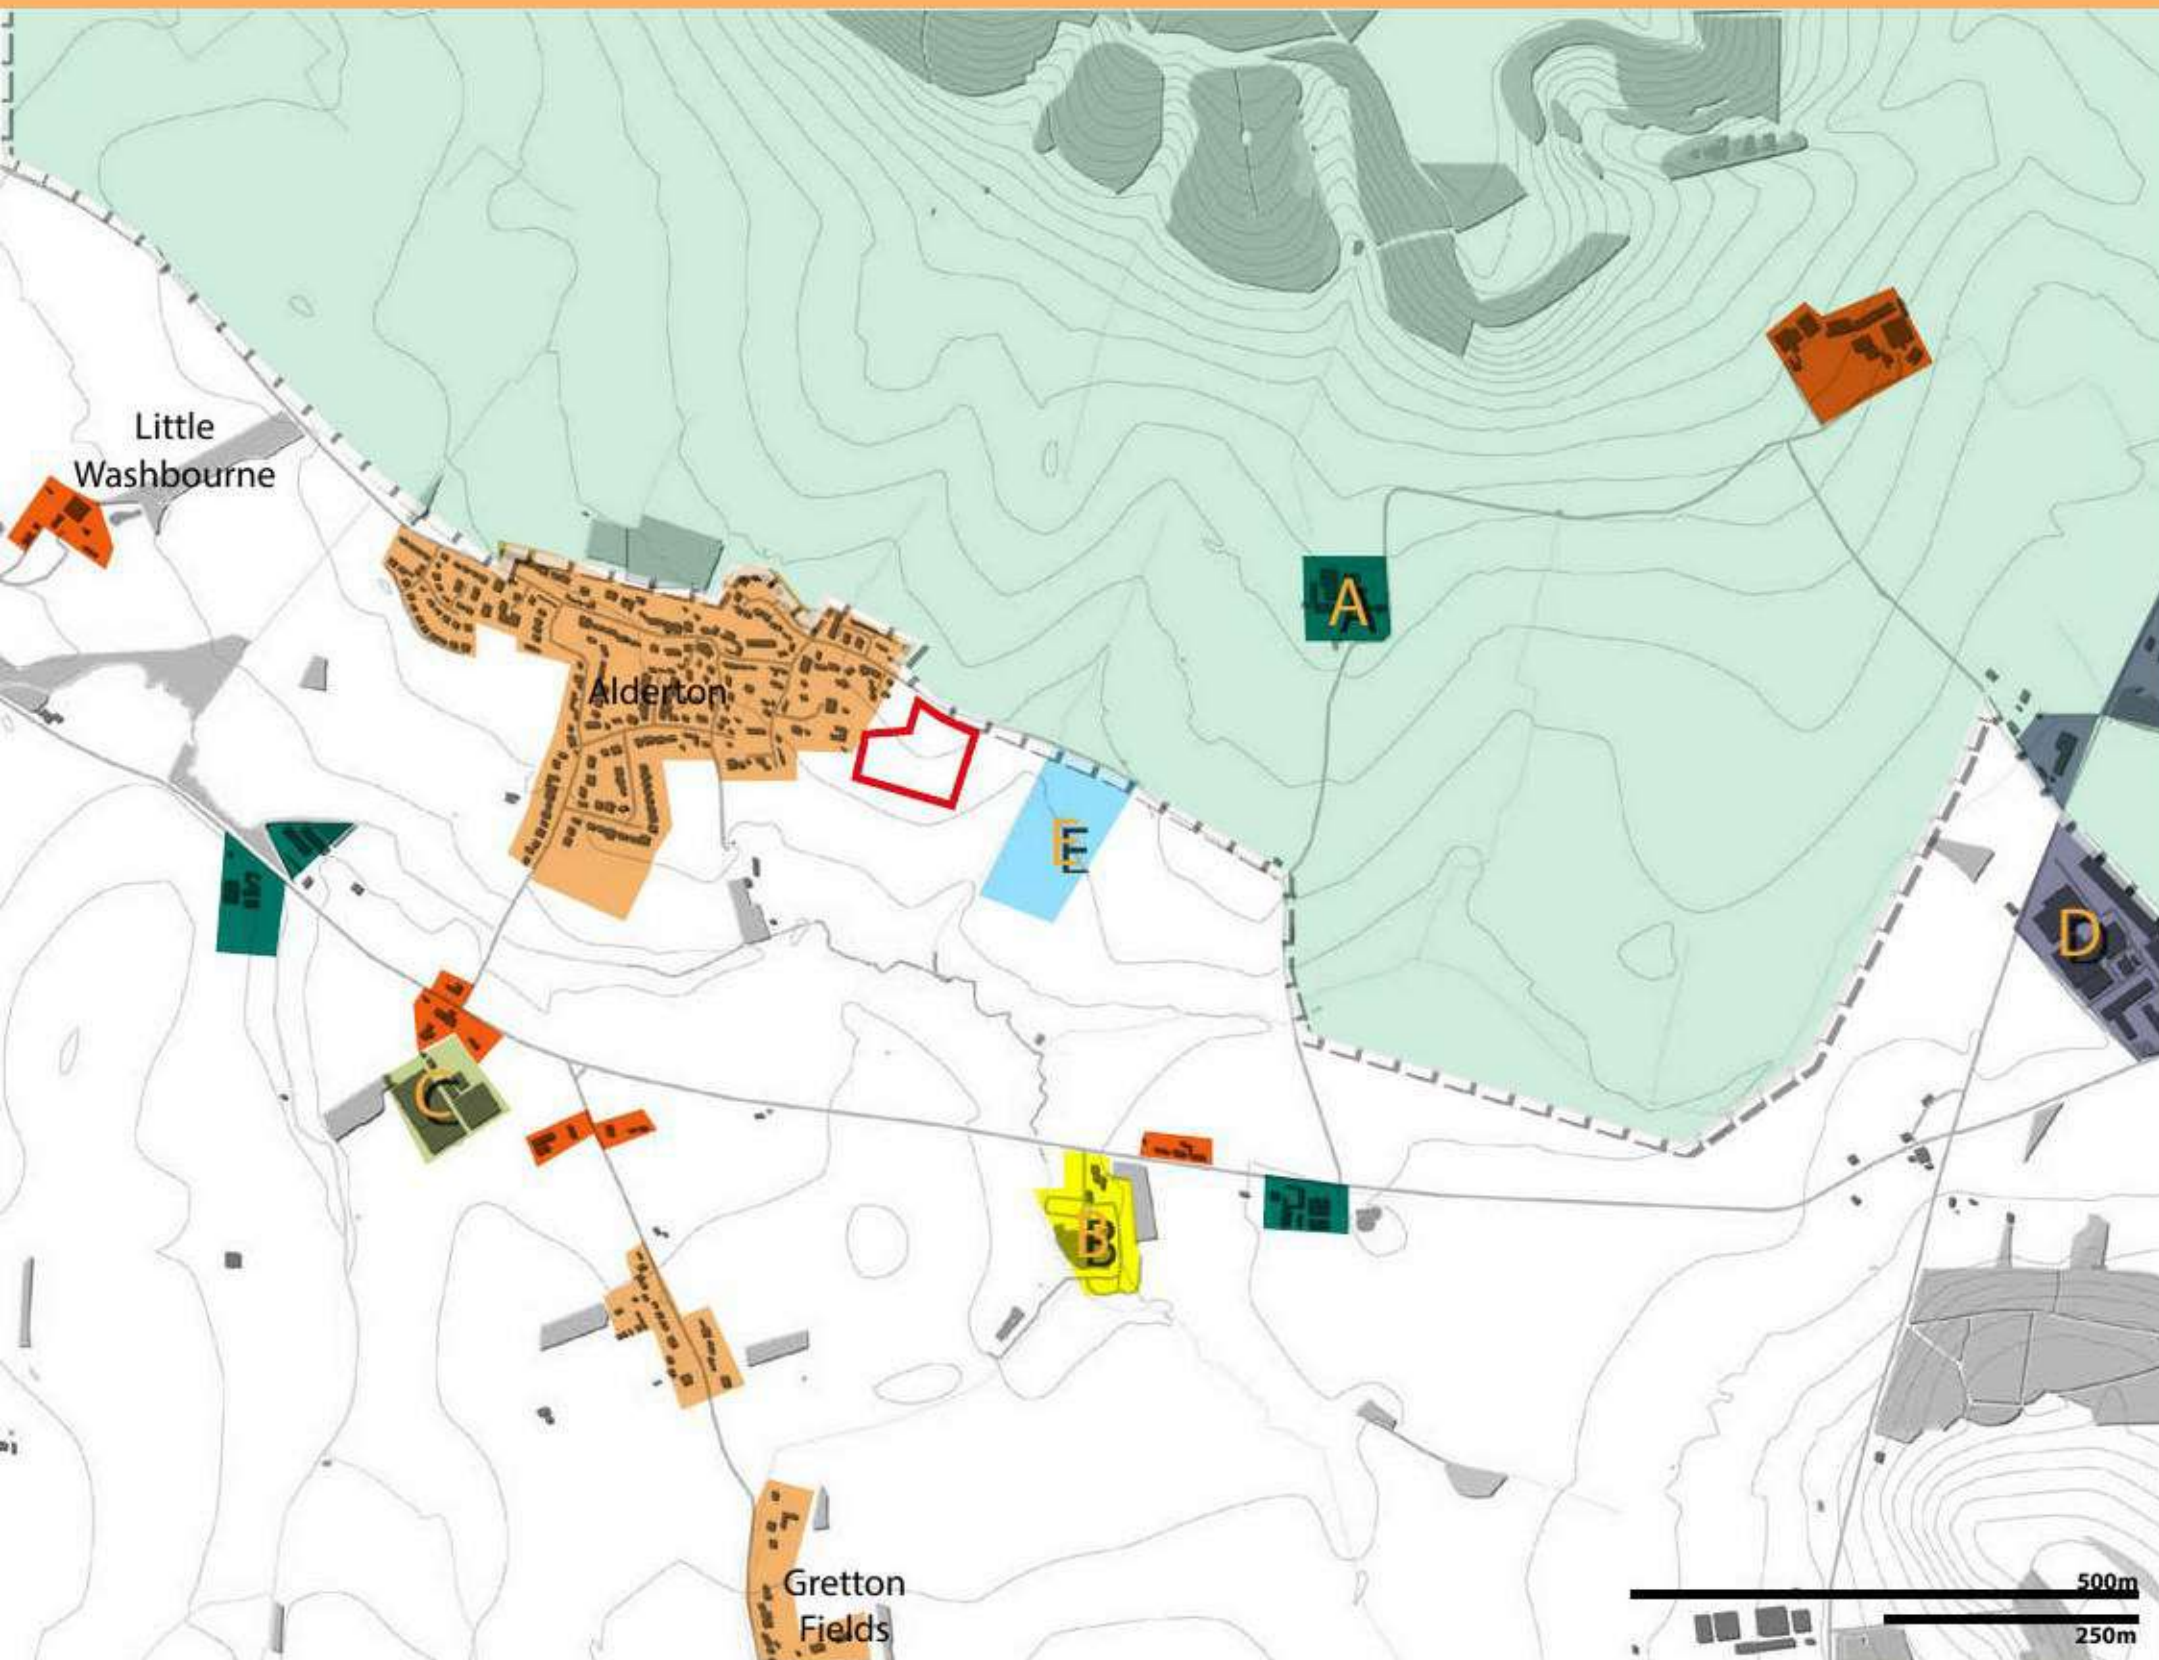 Little
Washbourne
A
Alderton
E
D
C
B
Gretton
Fields
500m
250m